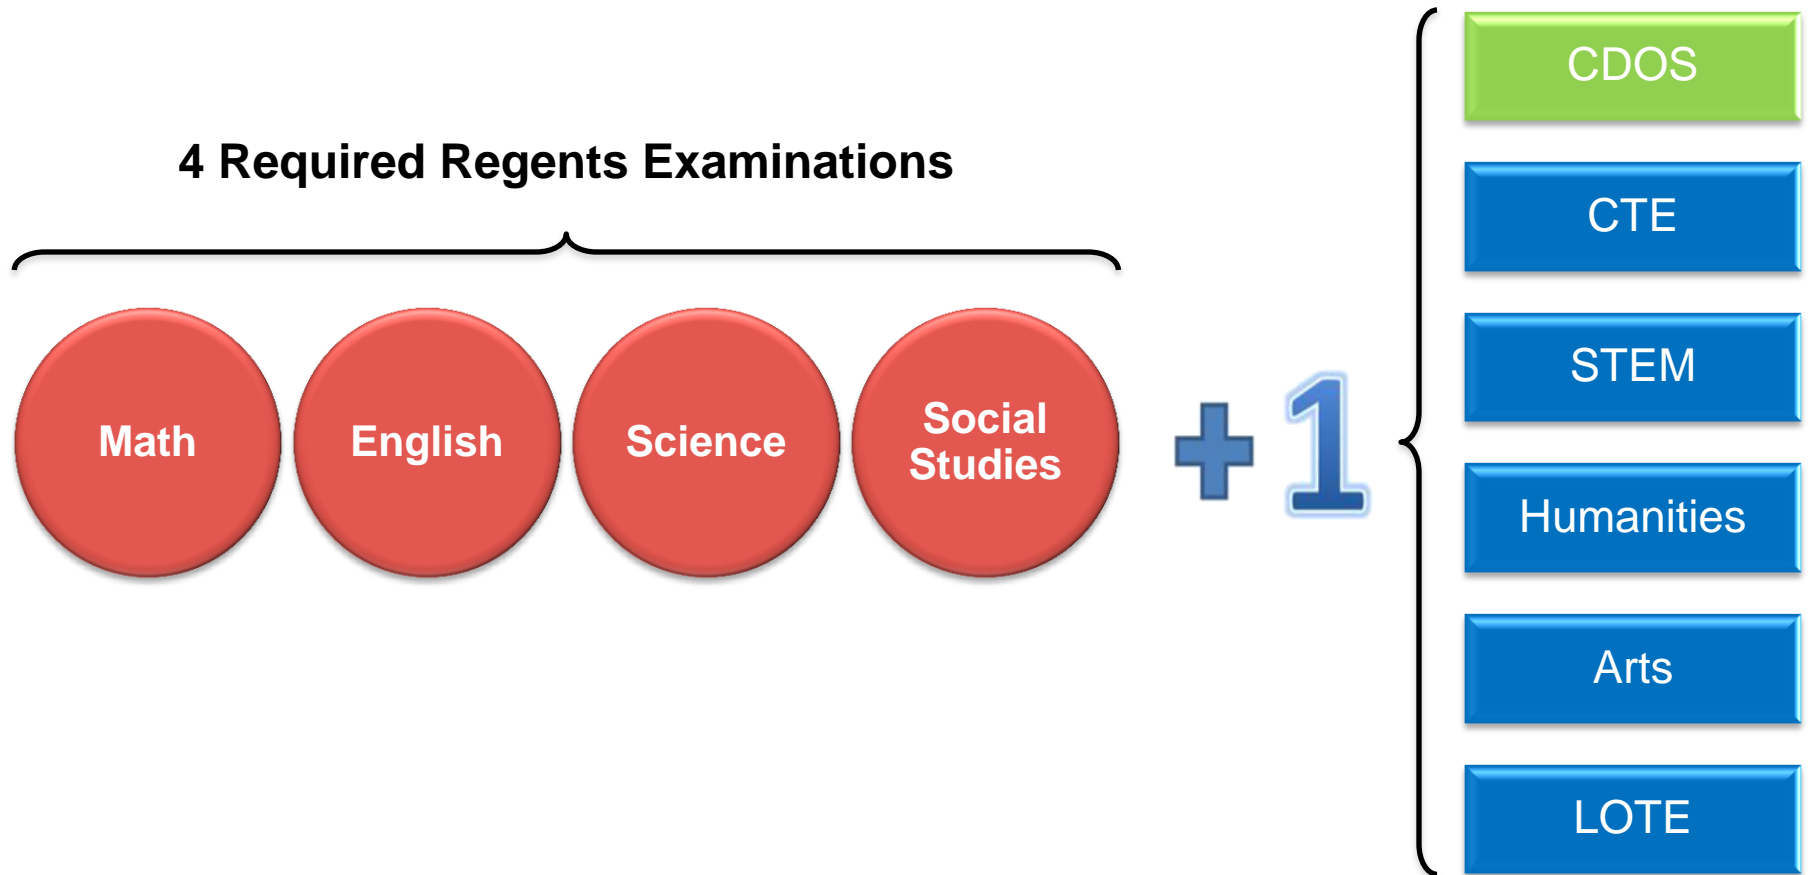 4 Required Regents Examinations
Math
English
Science
Social
Studies
+1
CDOS
CTE
STEM
Humanities
Arts
LOTE